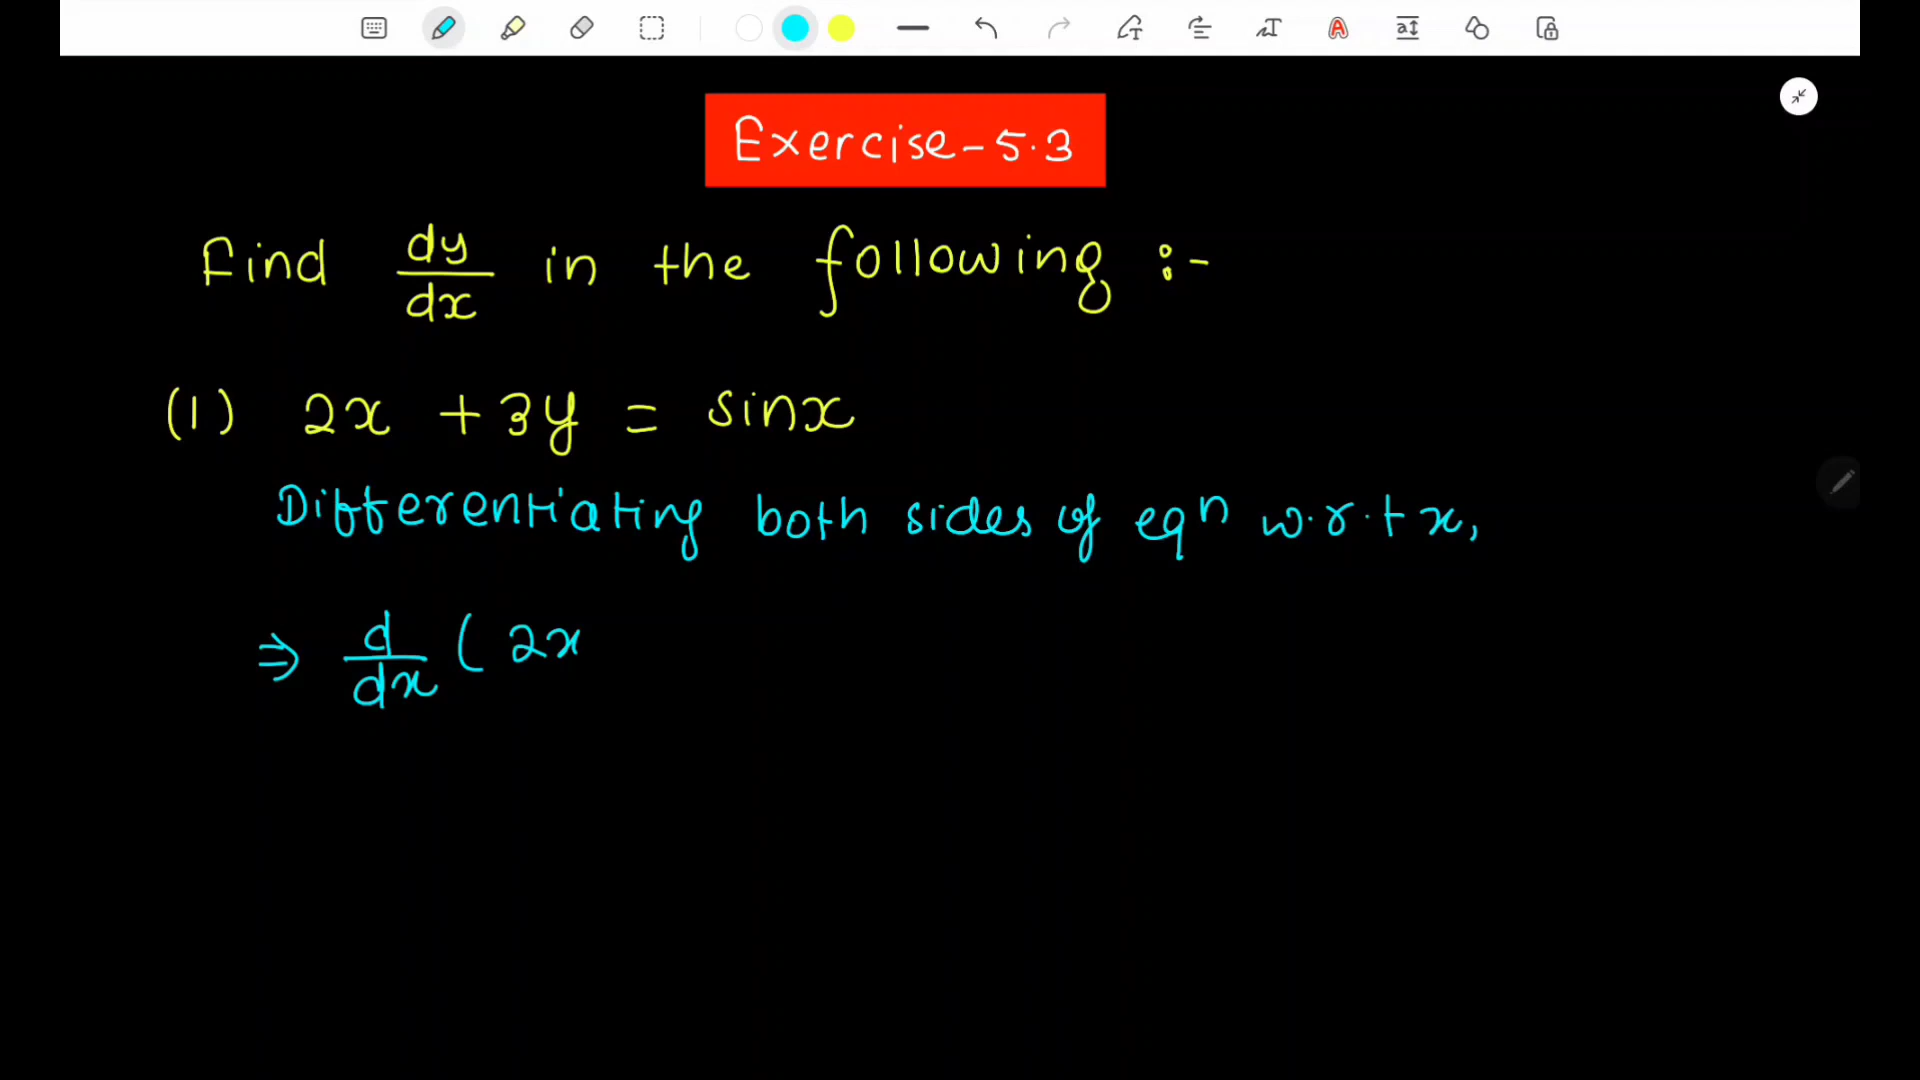 Exercise-5.3
Find dy/dx in the following :-
(1) 2x + 3y = sinx
Differentiating both sides of eqn w.r.t x,
⇒ d/dx ( 2x